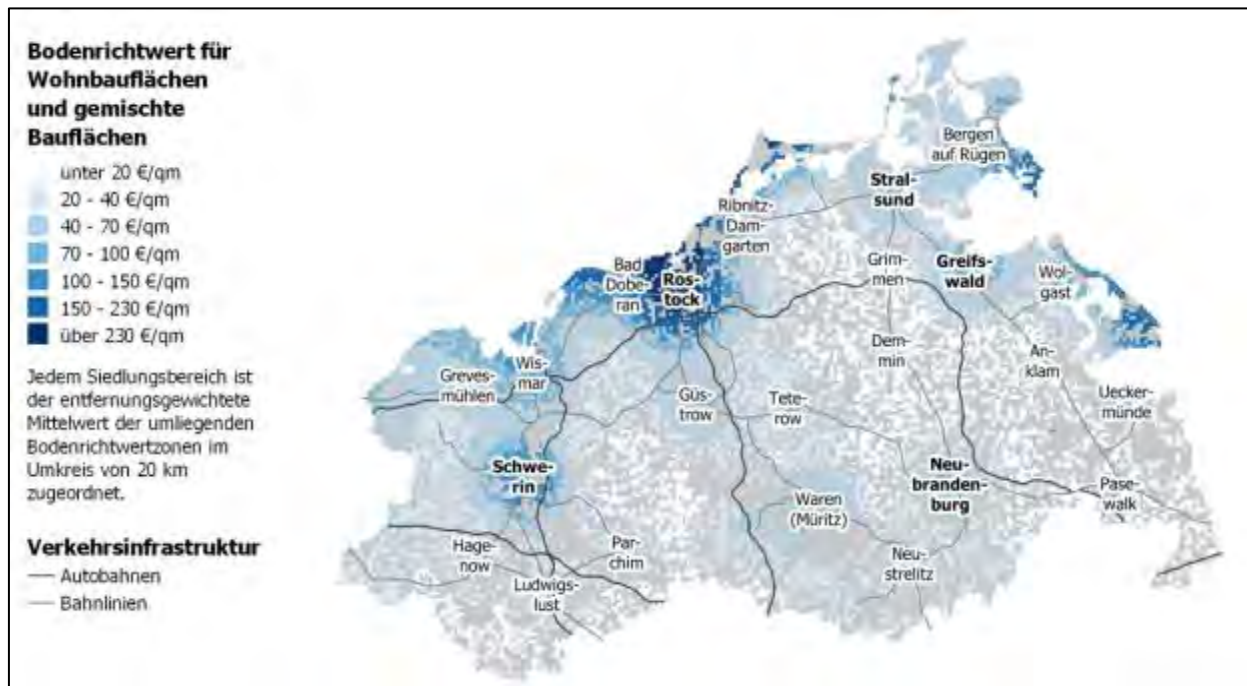 Bodenrichtwert für
Wohnbauflächen
und gemischte
Bauflächen
unter 20 €/qm
20 - 40 €/qm
40 - 70 €/qm
70 - 100 €/qm
100 - 150 €/qm
150 - 230 €/qm
über 230 €/qm
Jedem Siedlungsbereich ist
der entfernungsgewichtete
Mittelwert der umliegenden
Bodenrichtwertzonen im
Umkreis von 20 km
zugeordnet.
Verkehrsinfrastruktur
Autobahnen
Bahnlinien
Bergen
auf Rügen
Stral-
sund
Ribnitz-
Dam-
garten
Grim-
men
Greifs-
wald
Wol-
gast
Bad
Dobe-
ran
Ros-
tock
Dem-
min
An-
klam
Wis-
mar
Greves-
mühlen
Güs-
trow
Tete-
row
Uecker-
münde
Schwe-
rin
Neu-
branden-
burg
Pase-
walk
Waren
(Müritz)
Hage-
now
Par-
chim
Neu-
strelitz
Ludwigs-
lust